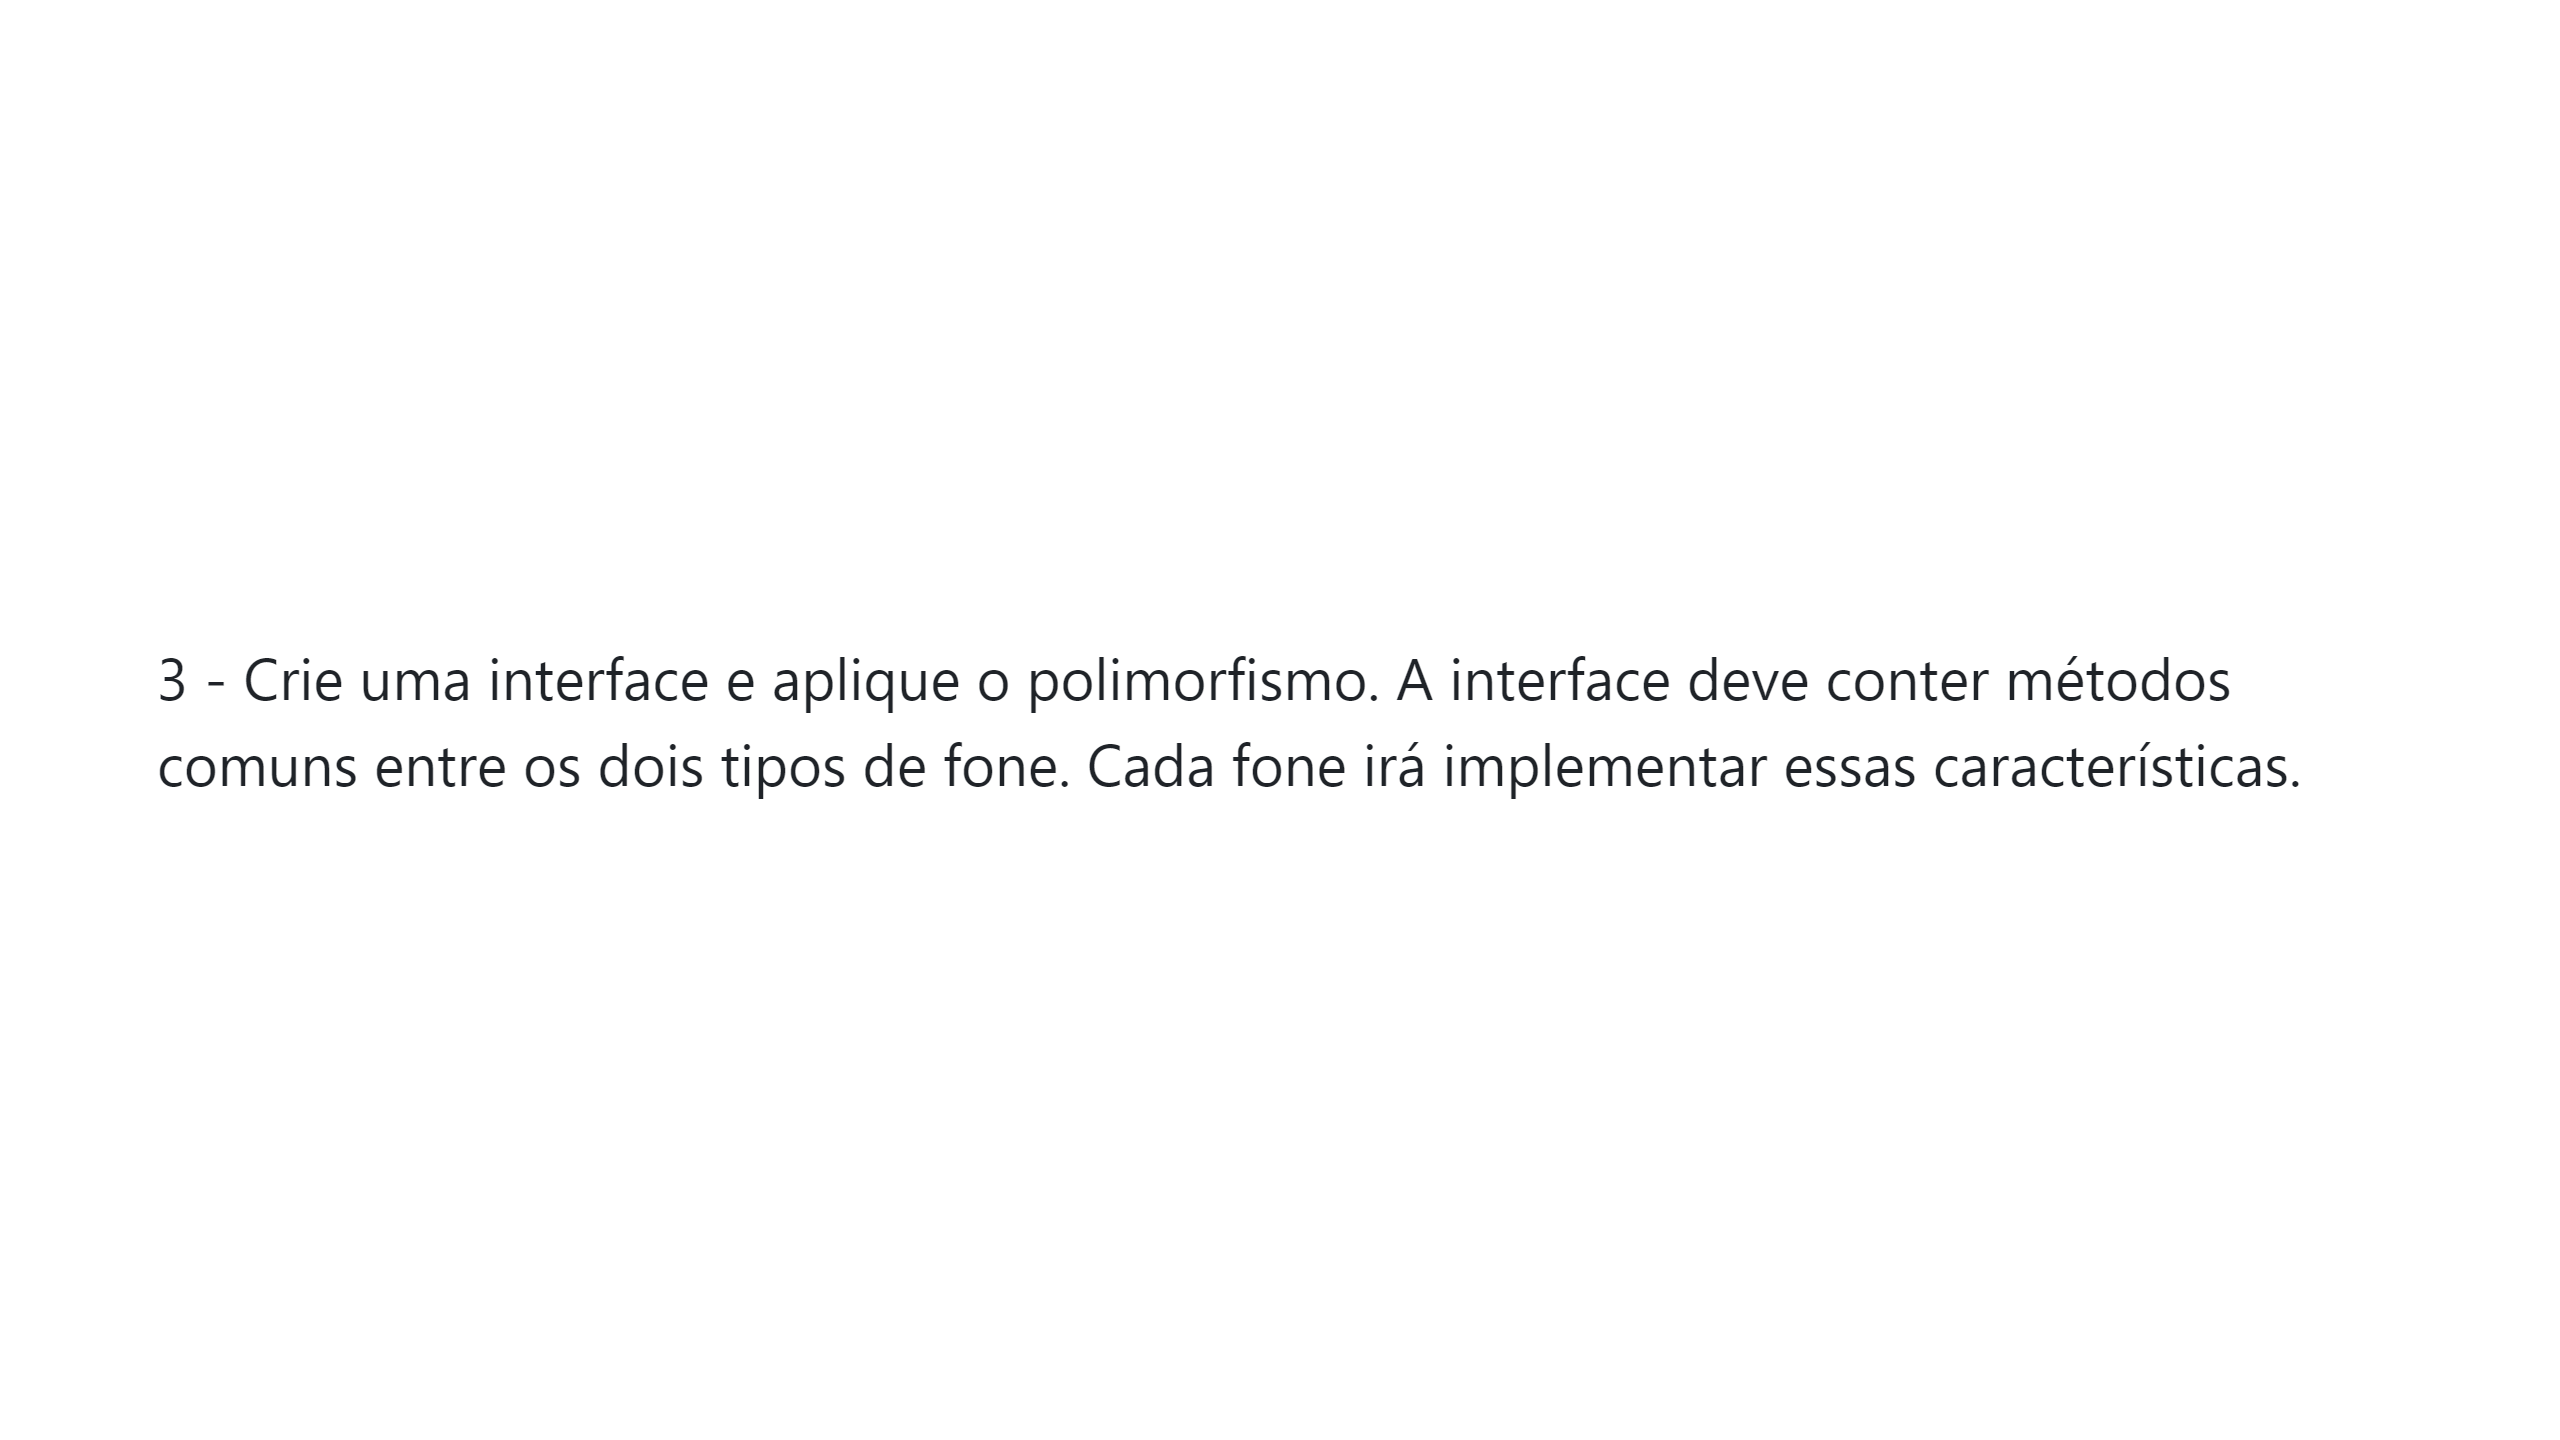 3 - Crie uma interface e aplique o polimorfismo. A interface deve conter métodos
comuns entre os dois tipos de fone. Cada fone irá implementar essas características.